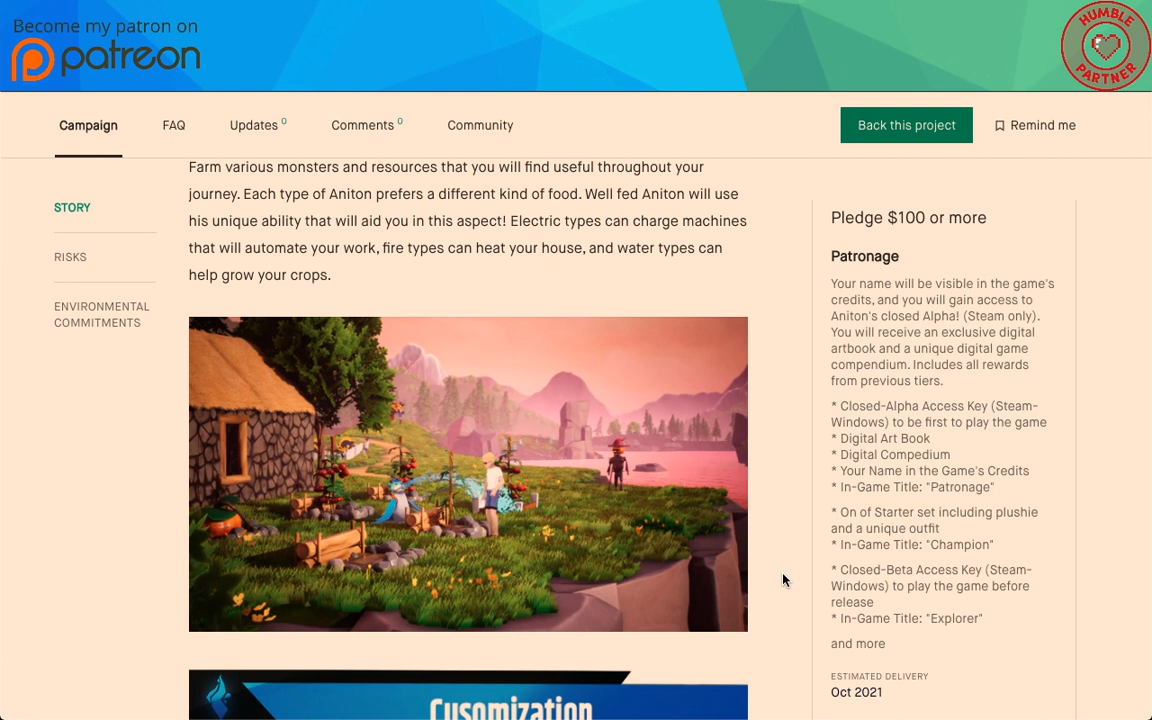 Become my patron on
patreon
HUMBLE
PARTNER
Campaign
FAQ
Updates 0
Comments 0
Community
Back this project
Remind me
Farm various monsters and resources that you will find useful throughout your
journey. Each type of Aniton prefers a different kind of food. Well fed Aniton will use
his unique ability that will aid you in this aspect! Electric types can charge machines
that will automate your work, fire types can heat your house, and water types can
help grow your crops.
STORY
RISKS
ENVIRONMENTAL
COMMITMENTS
Cusomization
Pledge $100 or more
Patronage
Your name will be visible in the game's
credits, and you will gain access to
Aniton's closed Alpha! (Steam only).
You will receive an exclusive digital
artbook and a unique digital game
compendium. Includes all rewards
from previous tiers.
* Closed-Alpha Access Key (Steam-
Windows) to be first to play the game
* Digital Art Book
* Digital Compedium
* Your Name in the Game's Credits
* In-Game Title: "Patronage"
* On of Starter set including plushie
and a unique outfit
* In-Game Title: "Champion"
* Closed-Beta Access Key (Steam-
Windows) to play the game before
release
* In-Game Title: "Explorer"
and more
ESTIMATED DELIVERY
Oct 2021